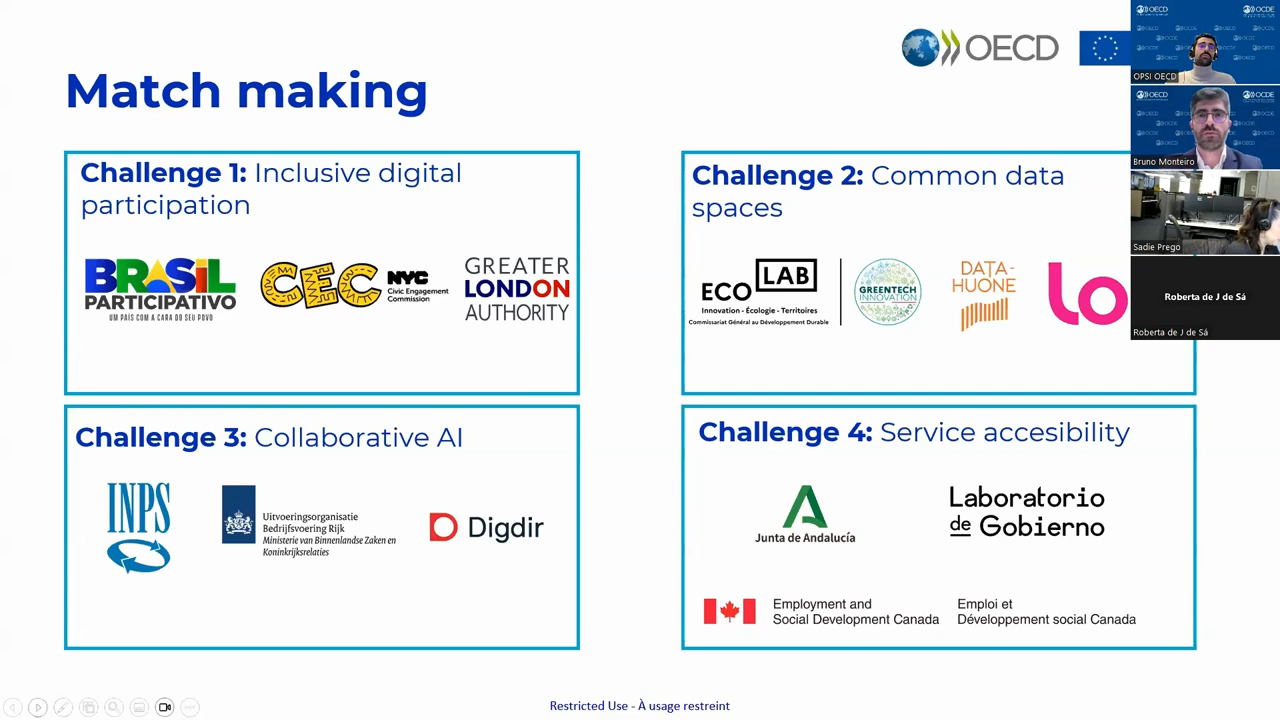 OECD
Match making
Challenge 1: Inclusive digital
participation
BRASIL
PARTICIPATIVO
UM PAÍS COM A CARA DO SEU POVO
CEC
NYC
Civic Engagement
Commission
GREATER
LONDON
AUTHORITY
Challenge 2: Common data
spaces
ECO LAB
Innovation - Écologie - Territoires
Commissariat Général au Développement Durable
GREENTECH
INNOVATION
DATA-
HUONE
LO
Challenge 3: Collaborative AI
INPS
Uitvoeringsorganisatie
Bedrijfsvoering Rijk
Ministerie van Binnenlandse Zaken en
Koninkrijksrelaties
Digdir
Challenge 4: Service accesibility
Junta de Andalucía
Laboratorio
de Gobierno
Employment and
Social Development Canada
Emploi et
Développement social Canada
Restricted Use - À usage restreint
OECD
OCDE
OPSI OECD
OECD
OCDE
Bruno Monteiro
Sadie Prego
Roberta de J de Sá
Roberta de J de Sá